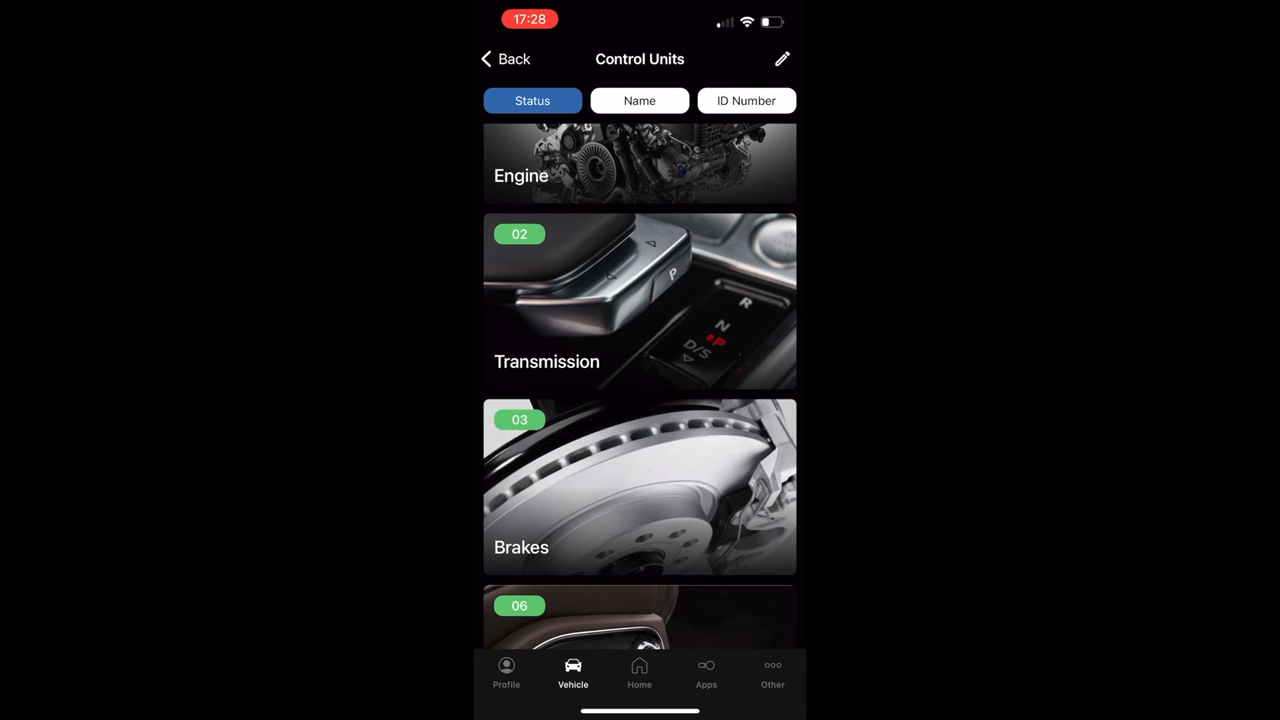 17:28
Back
Control Units
Status
Name
ID Number
Engine
02
P
R
N
P
D/S
Transmission
03
Brakes
06
Profile
Vehicle
Home
Apps
Other